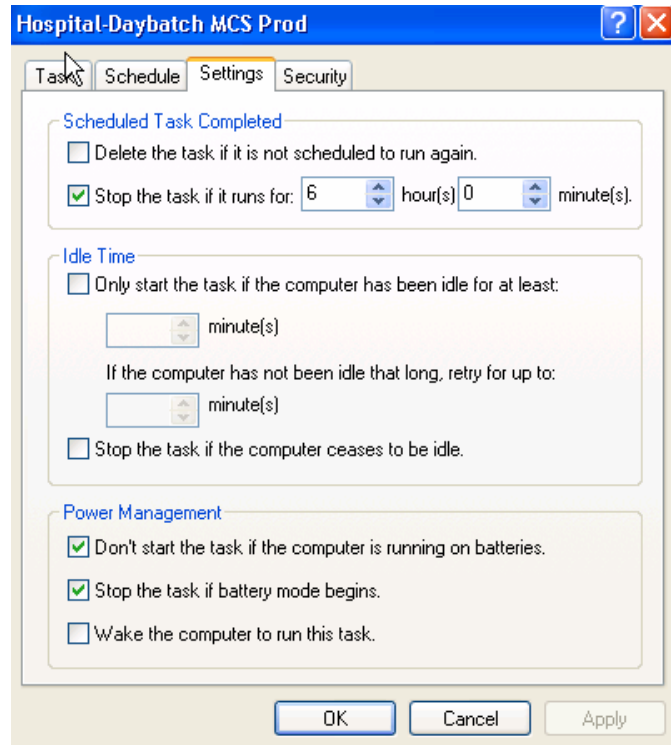 Hospital-Daybatch MCS Prod
Task Schedule Settings Security
Scheduled Task Completed
Delete the task if it is not scheduled to run again.
Stop the task if it runs for: 6 hour(s) 0 minute(s).
Idle Time
Only start the task if the computer has been idle for at least:
minute(s)
If the computer has not been idle that long, retry for up to:
minute(s)
Stop the task if the computer ceases to be idle.
Power Management
Don't start the task if the computer is running on batteries.
Stop the task if battery mode begins.
Wake the computer to run this task.
OK Cancel Apply